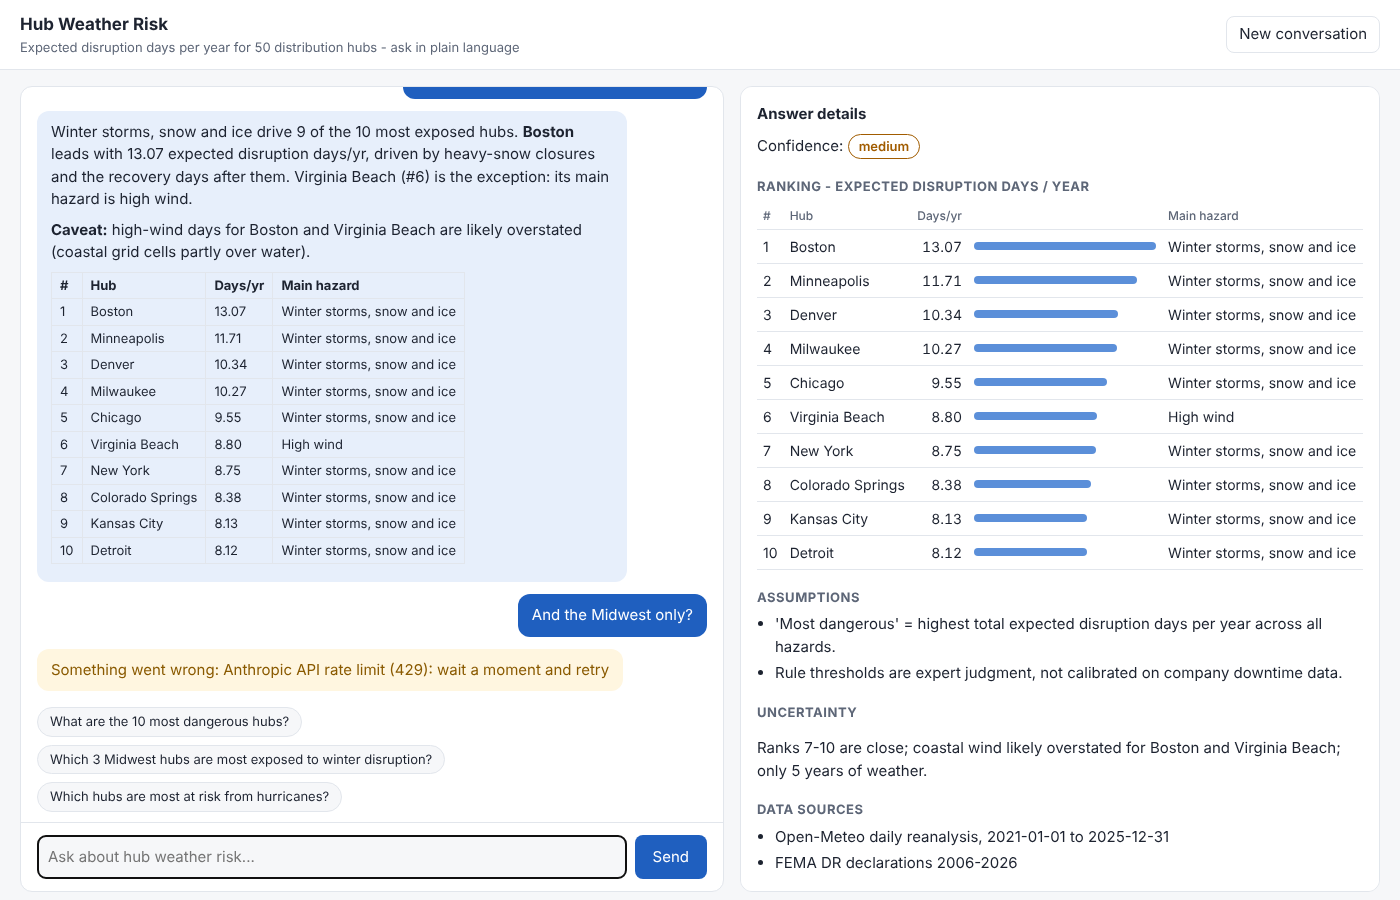 Hub Weather Risk
Expected disruption days per year for 50 distribution hubs - ask in plain language
New conversation
Winter storms, snow and ice drive 9 of the 10 most exposed hubs. Boston
leads with 13.07 expected disruption days/yr, driven by heavy-snow closures
and the recovery days after them. Virginia Beach (#6) is the exception: its main
hazard is high wind.
Caveat: high-wind days for Boston and Virginia Beach are likely overstated
(coastal grid cells partly over water).
# Hub Days/yr Main hazard
1 Boston 13.07 Winter storms, snow and ice
2 Minneapolis 11.71 Winter storms, snow and ice
3 Denver 10.34 Winter storms, snow and ice
4 Milwaukee 10.27 Winter storms, snow and ice
5 Chicago 9.55 Winter storms, snow and ice
6 Virginia Beach 8.80 High wind
7 New York 8.75 Winter storms, snow and ice
8 Colorado Springs 8.38 Winter storms, snow and ice
9 Kansas City 8.13 Winter storms, snow and ice
10 Detroit 8.12 Winter storms, snow and ice
And the Midwest only?
Something went wrong: Anthropic API rate limit (429): wait a moment and retry
What are the 10 most dangerous hubs?
Which 3 Midwest hubs are most exposed to winter disruption?
Which hubs are most at risk from hurricanes?
Ask about hub weather risk...
Send
Answer details
Confidence: medium
RANKING - EXPECTED DISRUPTION DAYS / YEAR
# Hub Days/yr Main hazard
1 Boston 13.07 Winter storms, snow and ice
2 Minneapolis 11.71 Winter storms, snow and ice
3 Denver 10.34 Winter storms, snow and ice
4 Milwaukee 10.27 Winter storms, snow and ice
5 Chicago 9.55 Winter storms, snow and ice
6 Virginia Beach 8.80 High wind
7 New York 8.75 Winter storms, snow and ice
8 Colorado Springs 8.38 Winter storms, snow and ice
9 Kansas City 8.13 Winter storms, snow and ice
10 Detroit 8.12 Winter storms, snow and ice
ASSUMPTIONS
• 'Most dangerous' = highest total expected disruption days per year across all
hazards.
• Rule thresholds are expert judgment, not calibrated on company downtime data.
UNCERTAINTY
Ranks 7-10 are close; coastal wind likely overstated for Boston and Virginia Beach;
only 5 years of weather.
DATA SOURCES
• Open-Meteo daily reanalysis, 2021-01-01 to 2025-12-31
• FEMA DR declarations 2006-2026